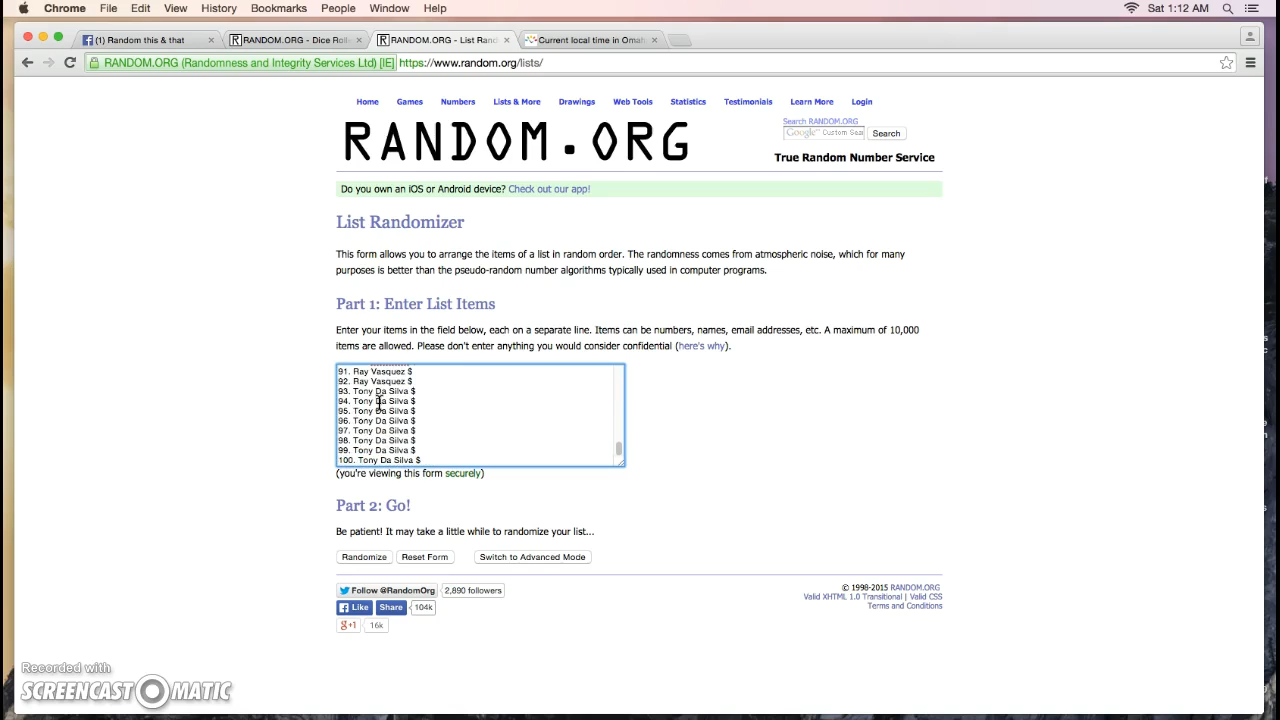 Chrome File Edit View History Bookmarks People Window Help Sat 1:12 AM
(1) Random this & that RANDOM.ORG - Dice Rolle RANDOM.ORG - List Rand Current local time in Omah
RANDOM.ORG (Randomness and Integrity Services Ltd) [IE] https://www.random.org/lists/
Home Games Numbers Lists & More Drawings Web Tools Statistics Testimonials Learn More Login
RANDOM.ORG
Search RANDOM.ORG
Google™ Custom Sear Search
True Random Number Service
Do you own an iOS or Android device? Check out our app!
List Randomizer
This form allows you to arrange the items of a list in random order. The randomness comes from atmospheric noise, which for many
purposes is better than the pseudo-random number algorithms typically used in computer programs.
Part 1: Enter List Items
Enter your items in the field below, each on a separate line. Items can be numbers, names, email addresses, etc. A maximum of 10,000
items are allowed. Please don't enter anything you would consider confidential (here's why).
91. Ray Vasquez $
92. Ray Vasquez $
93. Tony Da Silva $
94. Tony Da Silva $
95. Tony Da Silva $
96. Tony Da Silva $
97. Tony Da Silva $
98. Tony Da Silva $
99. Tony Da Silva $
100. Tony Da Silva $
(you're viewing this form securely)
Part 2: Go!
Be patient! It may take a little while to randomize your list...
Randomize Reset Form Switch to Advanced Mode
Follow @RandomOrg 2,890 followers
Like Share 104k
g+1 16k
© 1998-2015 RANDOM.ORG
Valid XHTML 1.0 Transitional | Valid CSS
Terms and Conditions
Recorded with
SCREENCAST MATIC